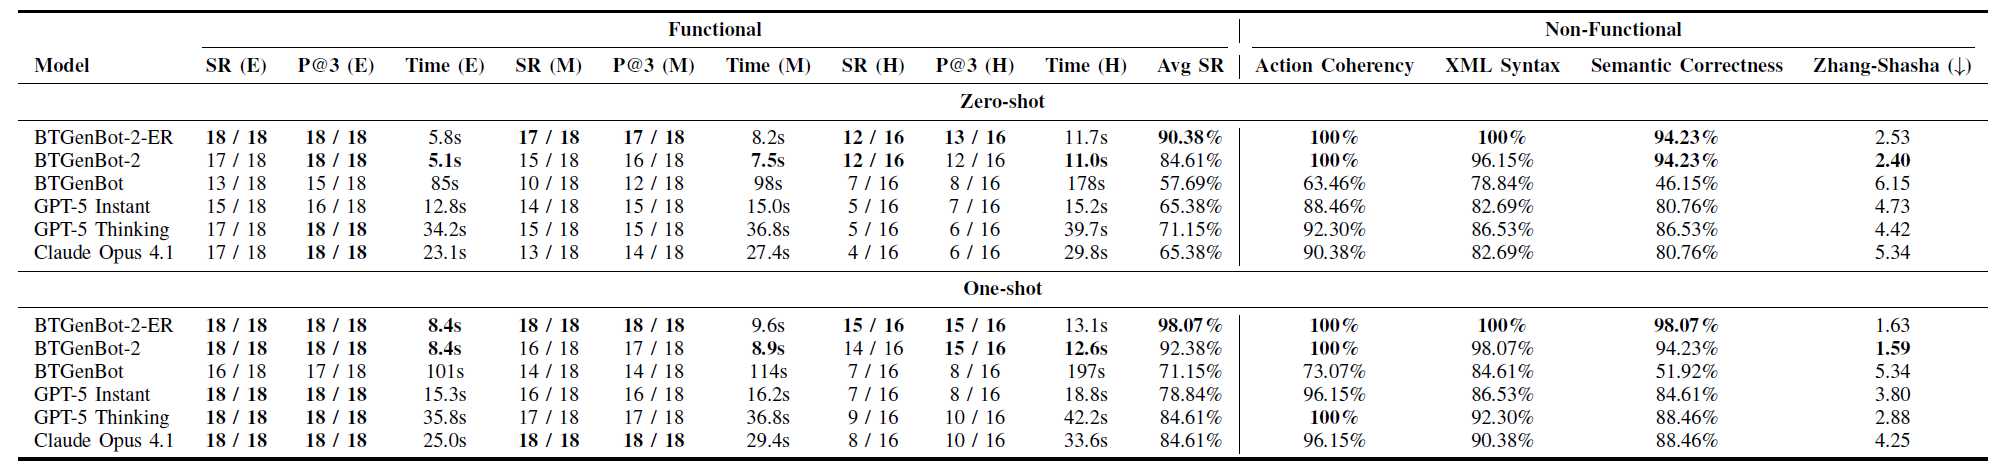 Functional Non-Functional
Model SR (E) P@3 (E) Time (E) SR (M) P@3 (M) Time (M) SR (H) P@3 (H) Time (H) Avg SR Action Coherency XML Syntax Semantic Correctness Zhang-Shasha (↓)
Zero-shot
BTGenBot-2-ER 18 / 18 18 / 18 5.8s 17 / 18 17 / 18 8.2s 12 / 16 13 / 16 11.7s 90.38% 100% 100% 94.23% 2.53
BTGenBot-2 17 / 18 18 / 18 5.1s 15 / 18 16 / 18 7.5s 12 / 16 12 / 16 11.0s 84.61% 100% 96.15% 94.23% 2.40
BTGenBot 13 / 18 15 / 18 85s 10 / 18 12 / 18 98s 7 / 16 8 / 16 178s 57.69% 63.46% 78.84% 46.15% 6.15
GPT-5 Instant 15 / 18 16 / 18 12.8s 14 / 18 15 / 18 15.0s 5 / 16 7 / 16 15.2s 65.38% 88.46% 82.69% 80.76% 4.73
GPT-5 Thinking 17 / 18 18 / 18 34.2s 15 / 18 15 / 18 36.8s 5 / 16 6 / 16 39.7s 71.15% 92.30% 86.53% 86.53% 4.42
Claude Opus 4.1 17 / 18 18 / 18 23.1s 13 / 18 14 / 18 27.4s 4 / 16 6 / 16 29.8s 65.38% 90.38% 82.69% 80.76% 5.34
One-shot
BTGenBot-2-ER 18 / 18 18 / 18 8.4s 18 / 18 18 / 18 9.6s 15 / 16 15 / 16 13.1s 98.07% 100% 100% 98.07% 1.63
BTGenBot-2 18 / 18 18 / 18 8.4s 16 / 18 17 / 18 8.9s 14 / 16 15 / 16 12.6s 92.38% 100% 98.07% 94.23% 1.59
BTGenBot 16 / 18 17 / 18 101s 14 / 18 14 / 18 114s 7 / 16 8 / 16 197s 71.15% 73.07% 84.61% 51.92% 5.34
GPT-5 Instant 18 / 18 18 / 18 15.3s 16 / 18 16 / 18 16.2s 7 / 16 8 / 16 18.8s 78.84% 96.15% 86.53% 84.61% 3.80
GPT-5 Thinking 18 / 18 18 / 18 35.8s 17 / 18 17 / 18 36.8s 9 / 16 10 / 16 42.2s 84.61% 100% 92.30% 88.46% 2.88
Claude Opus 4.1 18 / 18 18 / 18 25.0s 18 / 18 18 / 18 29.4s 8 / 16 10 / 16 33.6s 84.61% 96.15% 90.38% 88.46% 4.25